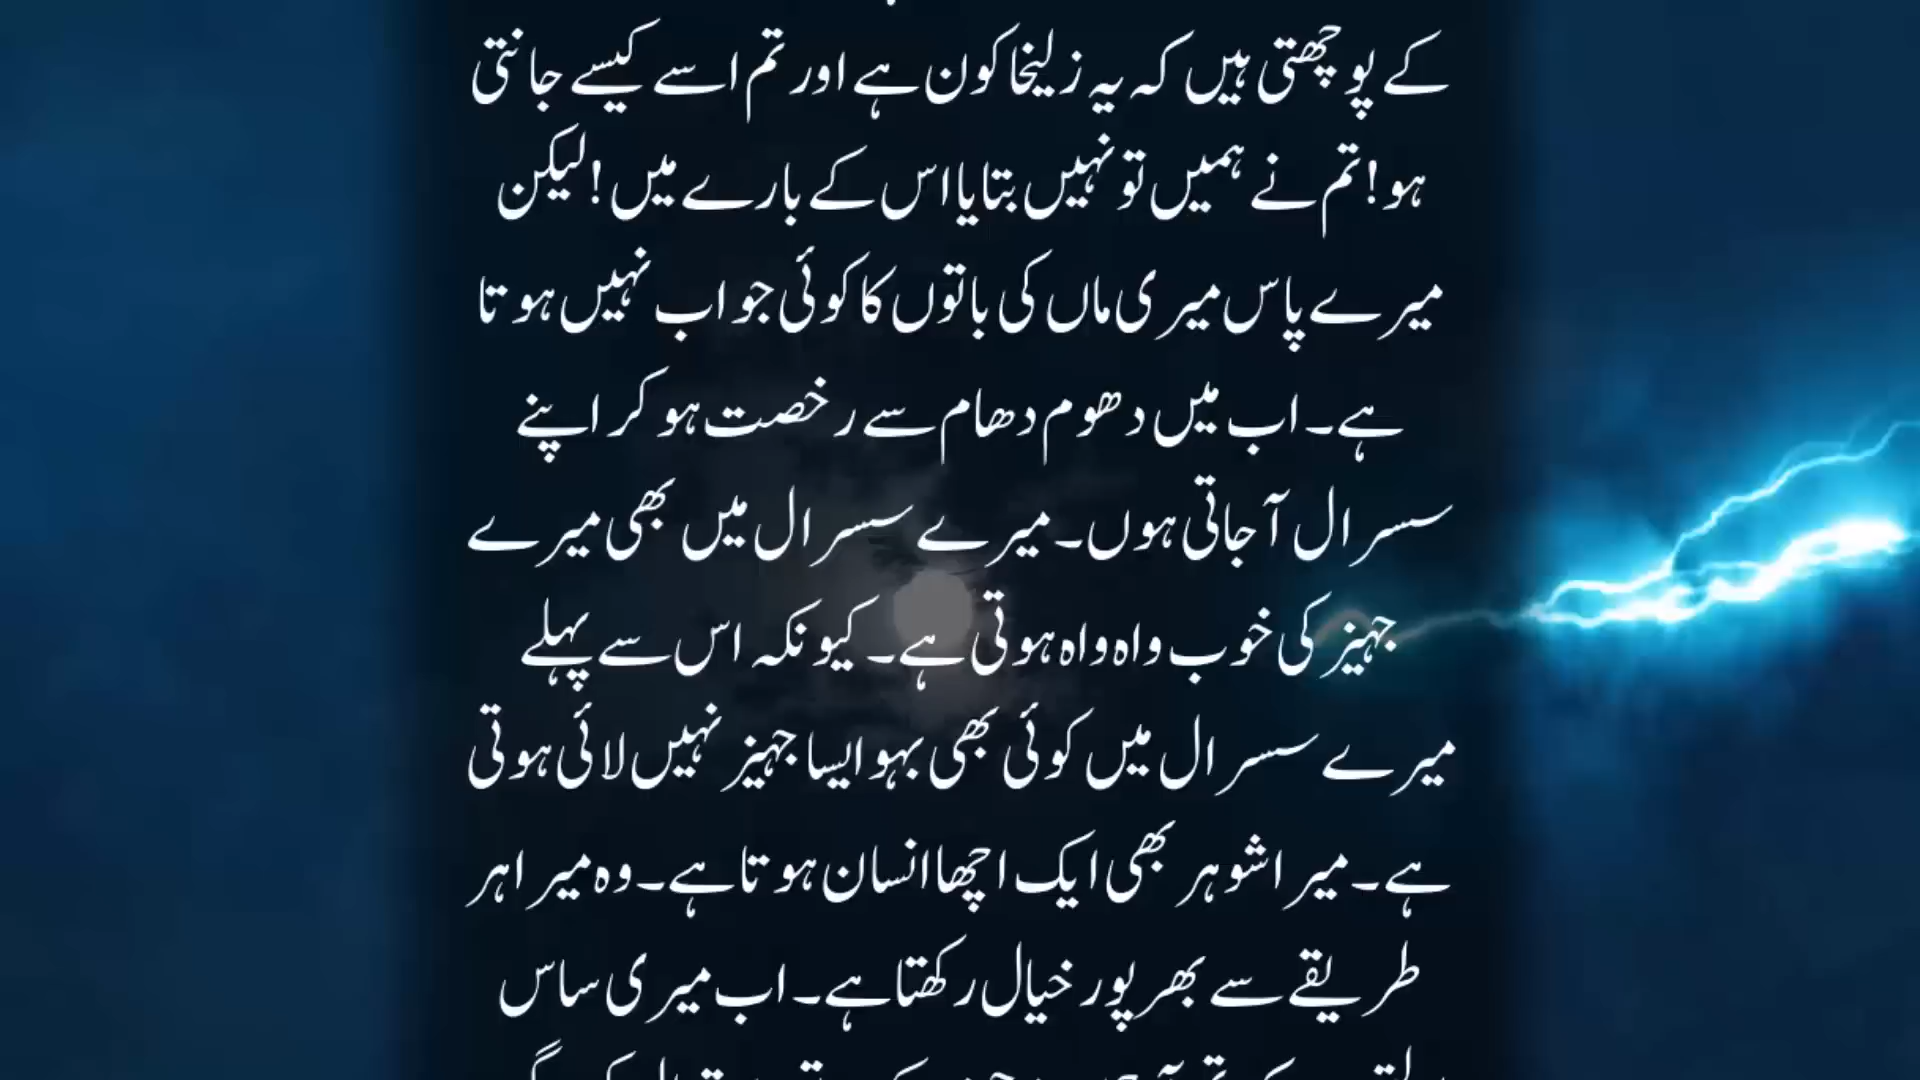 کے پوچھتی ہیں کہ یہ زلیخا کون ہے اور تم اسے کیسے جانتی
ہو! تم نے ہمیں تو نہیں بتایا اس کے بارے میں! لیکن
میرے پاس میری ماں کی باتوں کا کوئی جواب نہیں ہوتا
ہے۔ اب میں دھوم دھام سے رخصت ہو کر اپنے
سسرال آ جاتی ہوں۔ میرے سسرال میں بھی میرے
جہیز کی خوب واہ واہ ہوتی ہے۔ کیونکہ اس سے پہلے
میرے سسرال میں کوئی بھی بہو ایسا جہیز نہیں لائی ہوتی
ہے۔ میرا شوہر بھی ایک اچھا انسان ہوتا ہے۔ وہ میرا ہر
طریقے سے بھرپور خیال رکھتا ہے۔ اب میری ساس